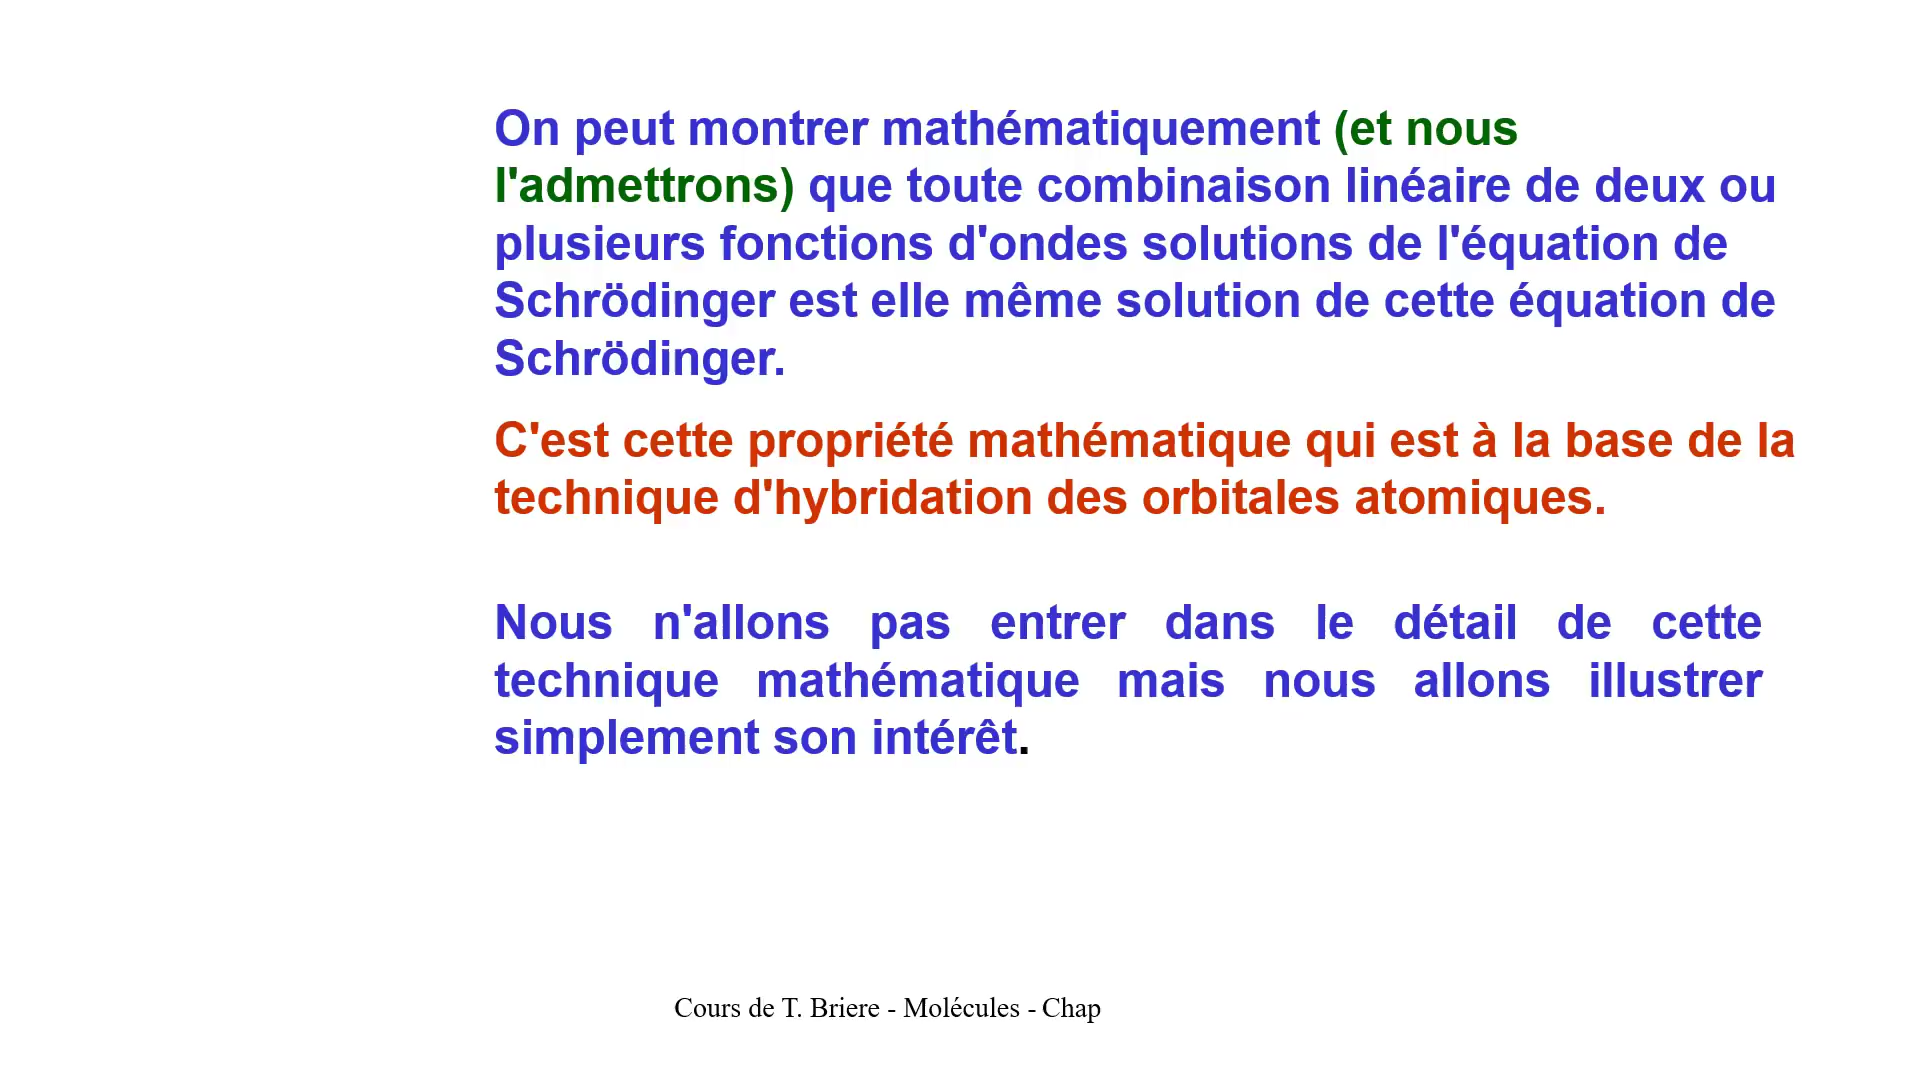 On peut montrer mathématiquement (et nous
l'admettrons) que toute combinaison linéaire de deux ou
plusieurs fonctions d'ondes solutions de l'équation de
Schrödinger est elle même solution de cette équation de
Schrödinger.
C'est cette propriété mathématique qui est à la base de la
technique d'hybridation des orbitales atomiques.
Nous n'allons pas entrer dans le détail de cette
technique mathématique mais nous allons illustrer
simplement son intérêt.
Cours de T. Briere - Molécules - Chap